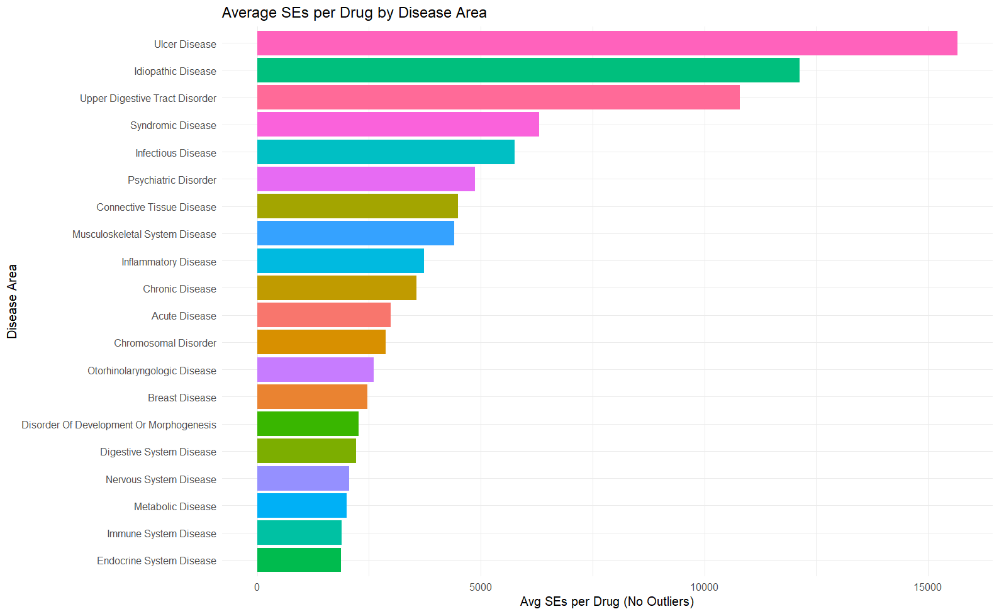 Average SEs per Drug by Disease Area
Disease Area
Ulcer Disease
Idiopathic Disease
Upper Digestive Tract Disorder
Syndromic Disease
Infectious Disease
Psychiatric Disorder
Connective Tissue Disease
Musculoskeletal System Disease
Inflammatory Disease
Chronic Disease
Acute Disease
Chromosomal Disorder
Otorhinolaryngologic Disease
Breast Disease
Disorder Of Development Or Morphogenesis
Digestive System Disease
Nervous System Disease
Metabolic Disease
Immune System Disease
Endocrine System Disease
0 5000 10000 15000
Avg SEs per Drug (No Outliers)